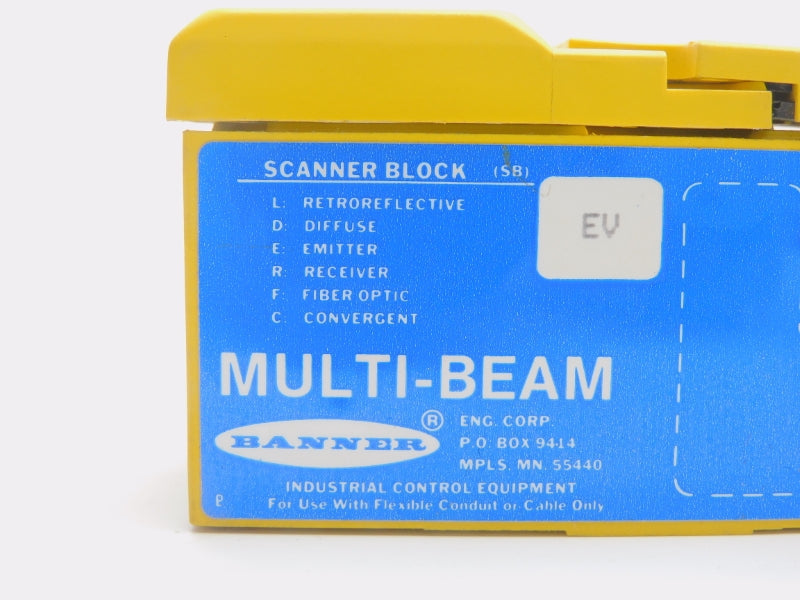 SCANNER BLOCK (SB)
EV
L: RETROREFLECTIVE
D: DIFFUSE
E: EMITTER
R: RECEIVER
F: FIBER OPTIC
C: CONVERGENT
MULTI-BEAM
BANNER ® ENG. CORP.
P.O. BOX 9414
MPLS. MN. 55440
INDUSTRIAL CONTROL EQUIPMENT
P For Use With Flexible Conduit or Cable Only